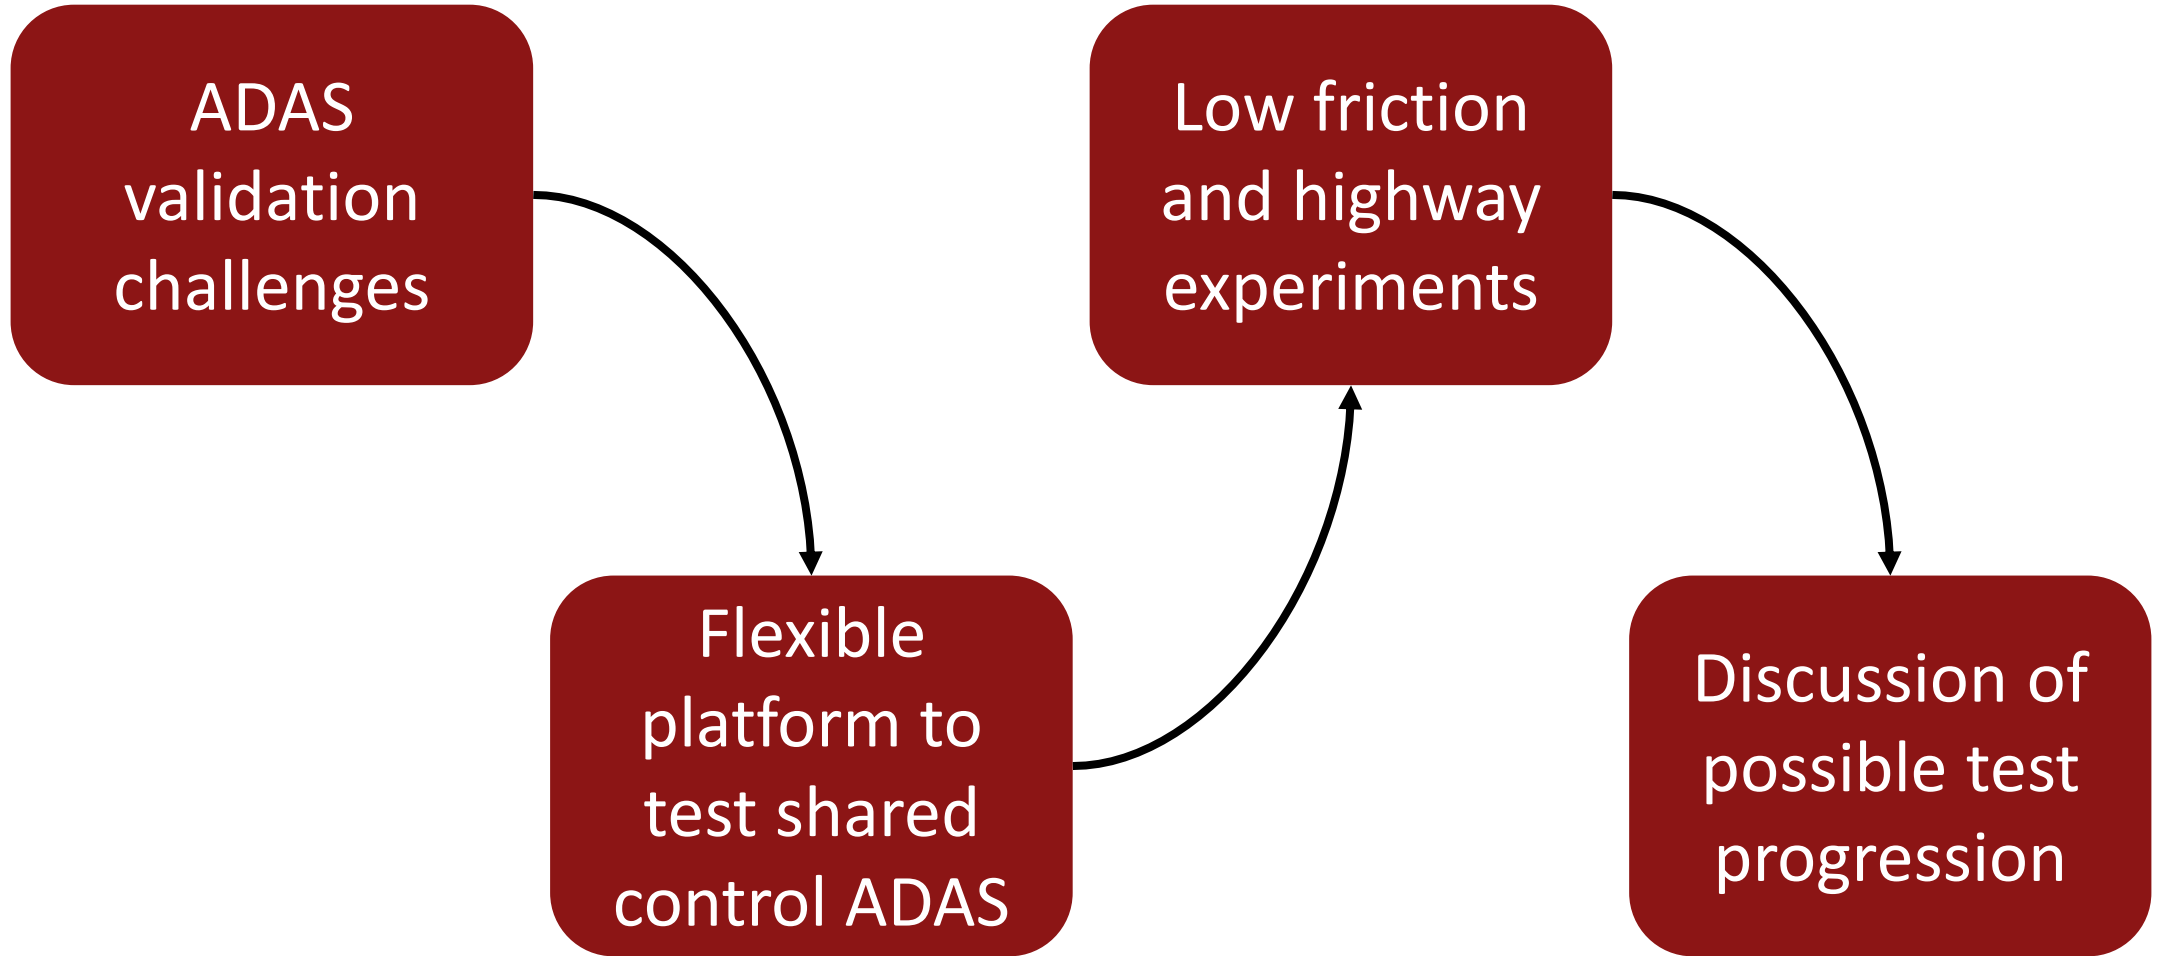 ADAS
validation
challenges
Flexible
platform to
test shared
control ADAS
Low friction
and highway
experiments
Discussion of
possible test
progression